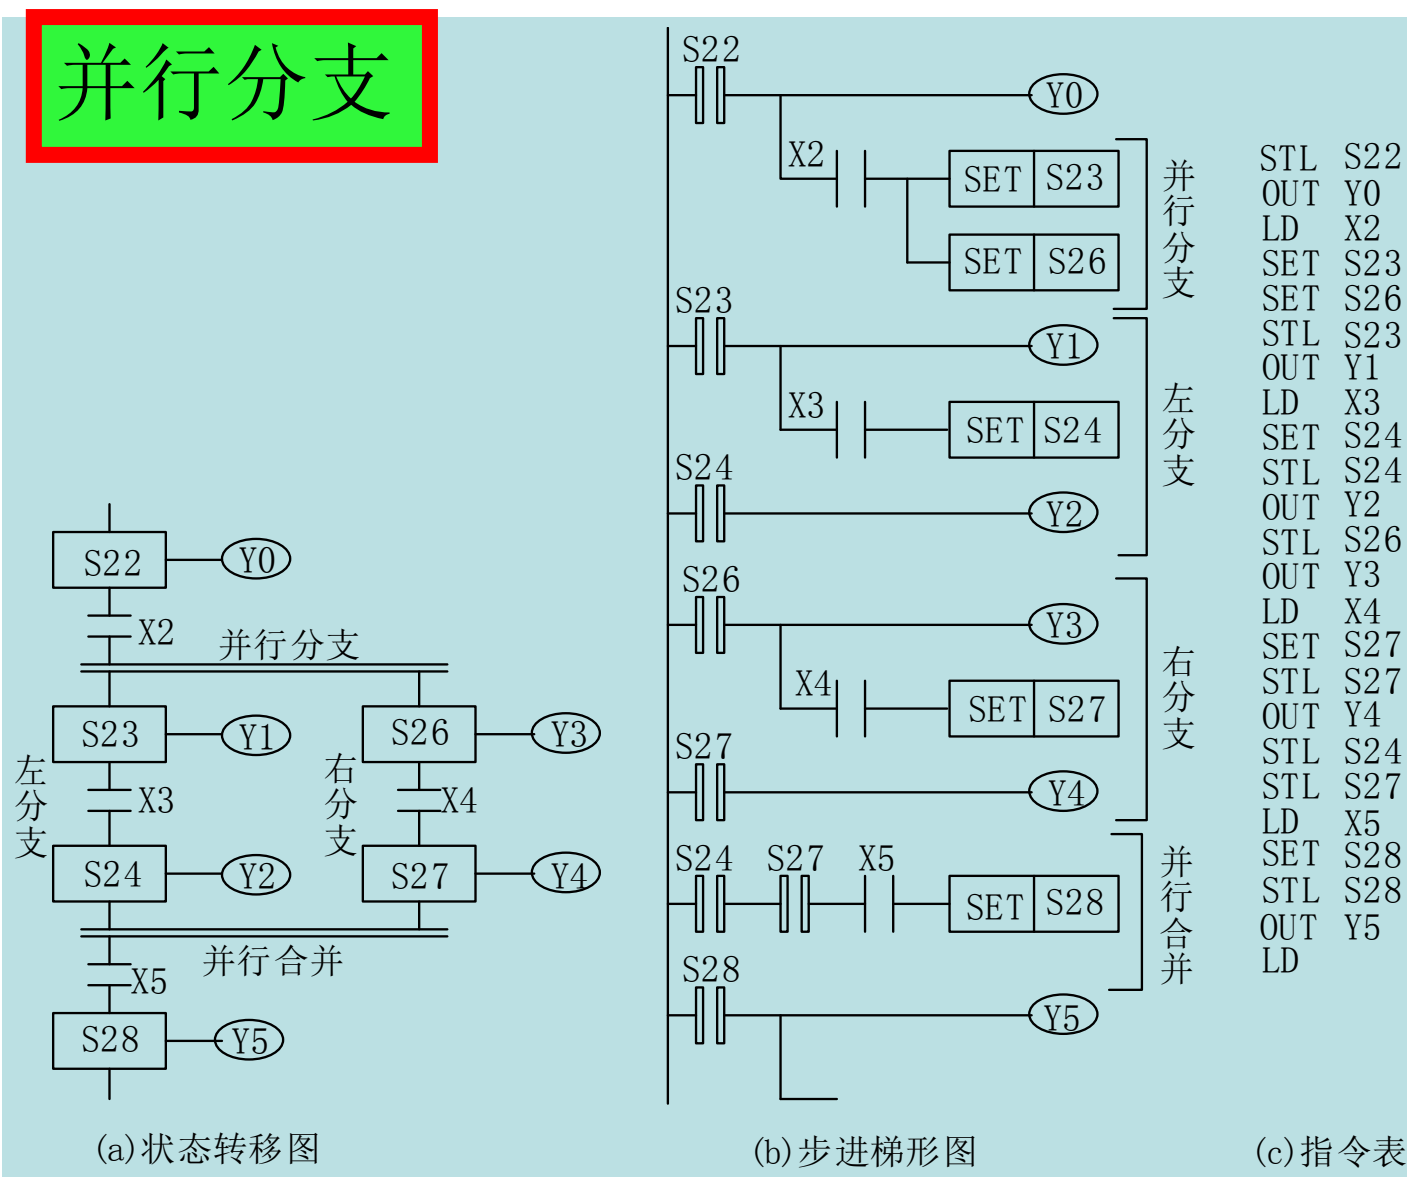 并行分支
S22 Y0
X2
并行分支
S23 Y1 S26 Y3
左分支
右分支
X3 X4
S24 Y2 S27 Y4
并行合并
X5
S28 Y5
(a)状态转移图
S22
Y0
X2
SET S23
SET S26
并行分支
S23
Y1
X3
SET S24
左分支
S24
Y2
S26
Y3
X4
SET S27
右分支
S27
Y4
S24 S27 X5
SET S28
并行合并
S28
Y5
(b)步进梯形图
STL S22
OUT Y0
LD X2
SET S23
SET S26
STL S23
OUT Y1
LD X3
SET S24
STL S24
OUT Y2
STL S26
OUT Y3
LD X4
SET S27
STL S27
OUT Y4
STL S24
STL S27
LD X5
SET S28
STL S28
OUT Y5
LD
(c)指令表